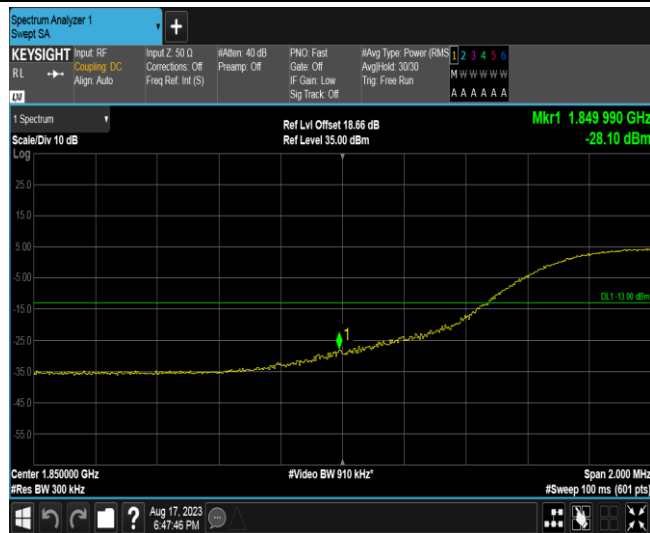 Spectrum Analyzer 1
Swept SA
+
KEYSIGHT
RL
LXI
Input: RF
Coupling: DC
Align: Auto
Input Z: 50 Ω
Corrections: Off
Freq Ref: Int (S)
#Atten: 40 dB
Preamp: Off
PNO: Fast
Gate: Off
IF Gain: Low
Sig Track: Off
#Avg Type: Power (RMS
Avg|Hold: 30/30
Trig: Free Run
1 2 3 4 5 6
M W W W W W
A A A A A A
1 Spectrum
Scale/Div 10 dB
Log
Ref Lvl Offset 18.66 dB
Ref Level 35.00 dBm
Mkr1 1.849 990 GHz
-28.10 dBm
25.0
15.0
5.00
-5.00
DL1 -13.00 dBm
-15.0
1
-25.0
-35.0
-45.0
-55.0
Center 1.850000 GHz
#Video BW 910 kHz*
Span 2.000 MHz
#Res BW 300 kHz
#Sweep 100 ms (601 pts)
?
Aug 17, 2023
6:47:46 PM